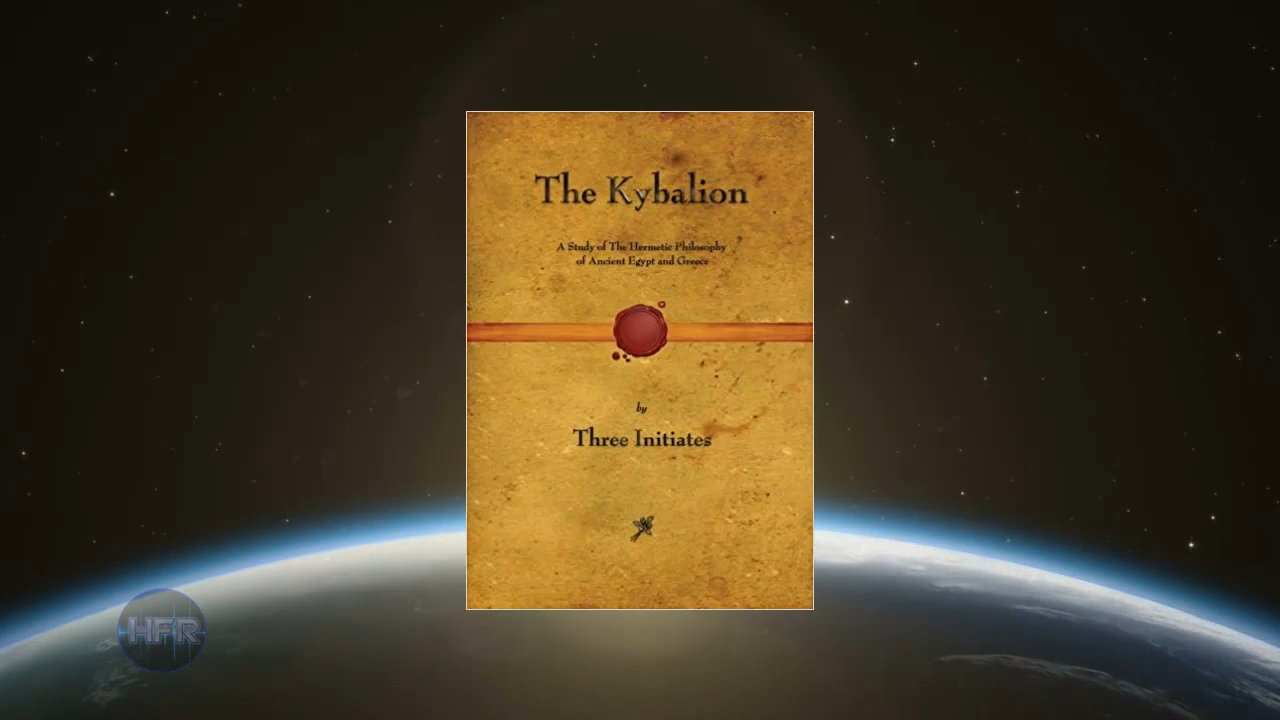 The Kybalion
A Study of The Hermetic Philosophy
of Ancient Egypt and Greece
by
Three Initiates
HFR